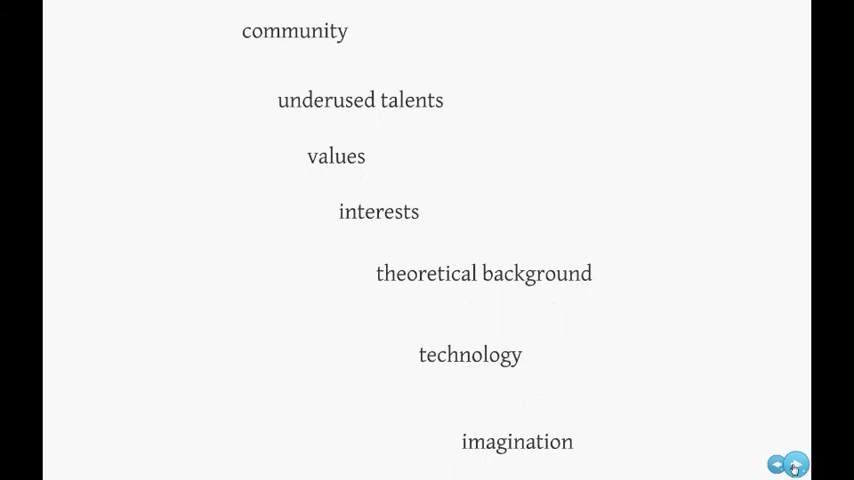 community
underused talents
values
interests
theoretical background
technology
imagination